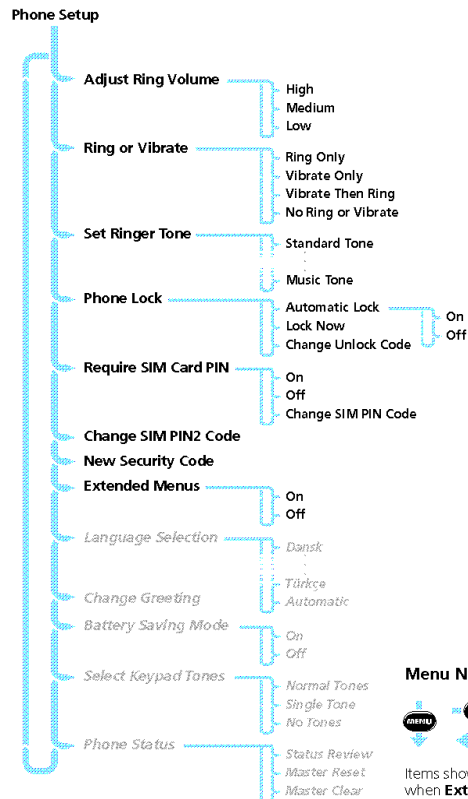 Phone Setup
Adjust Ring Volume
High
Medium
Low
Ring or Vibrate
Ring Only
Vibrate Only
Vibrate Then Ring
No Ring or Vibrate
Set Ringer Tone
Standard Tone
Music Tone
Phone Lock
Automatic Lock
On
Off
Lock Now
Change Unlock Code
Require SIM Card PIN
On
Off
Change SIM PIN Code
Change SIM PIN2 Code
New Security Code
Extended Menus
On
Off
Language Selection
Dansk
Türkçe
Automatic
Change Greeting
Battery Saving Mode
On
Off
Select Keypad Tones
Normal Tones
Single Tone
No Tones
Phone Status
Status Review
Master Reset
Master Clear
Menu N
MENU
Items show
when Ext